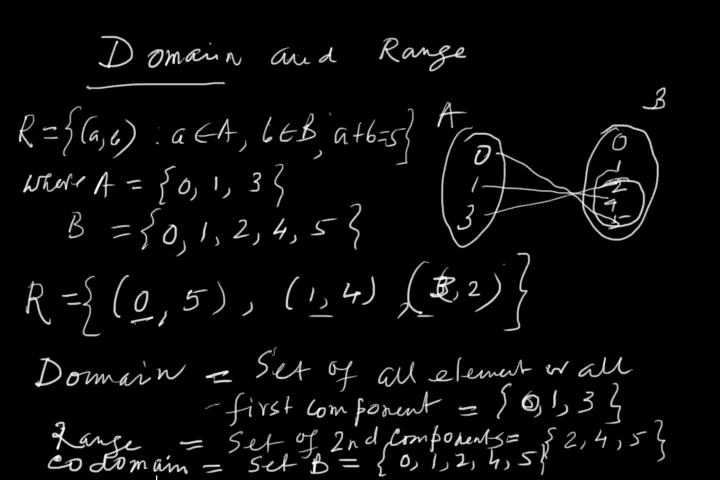 Domain and Range
R={(a,b) : a∈A, b∈B, a+b=5}
where A = {0, 1, 3}
B = {0, 1, 2, 4, 5}
A
0
1
3
B
0
1
2
4
5
R={(0,5), (1,4), (3,2)}
Domain = Set of all element or all
first component = {0,1,3}
Range = Set of 2nd components= {2,4,5}
codomain = Set B = {0,1,2,4,5}